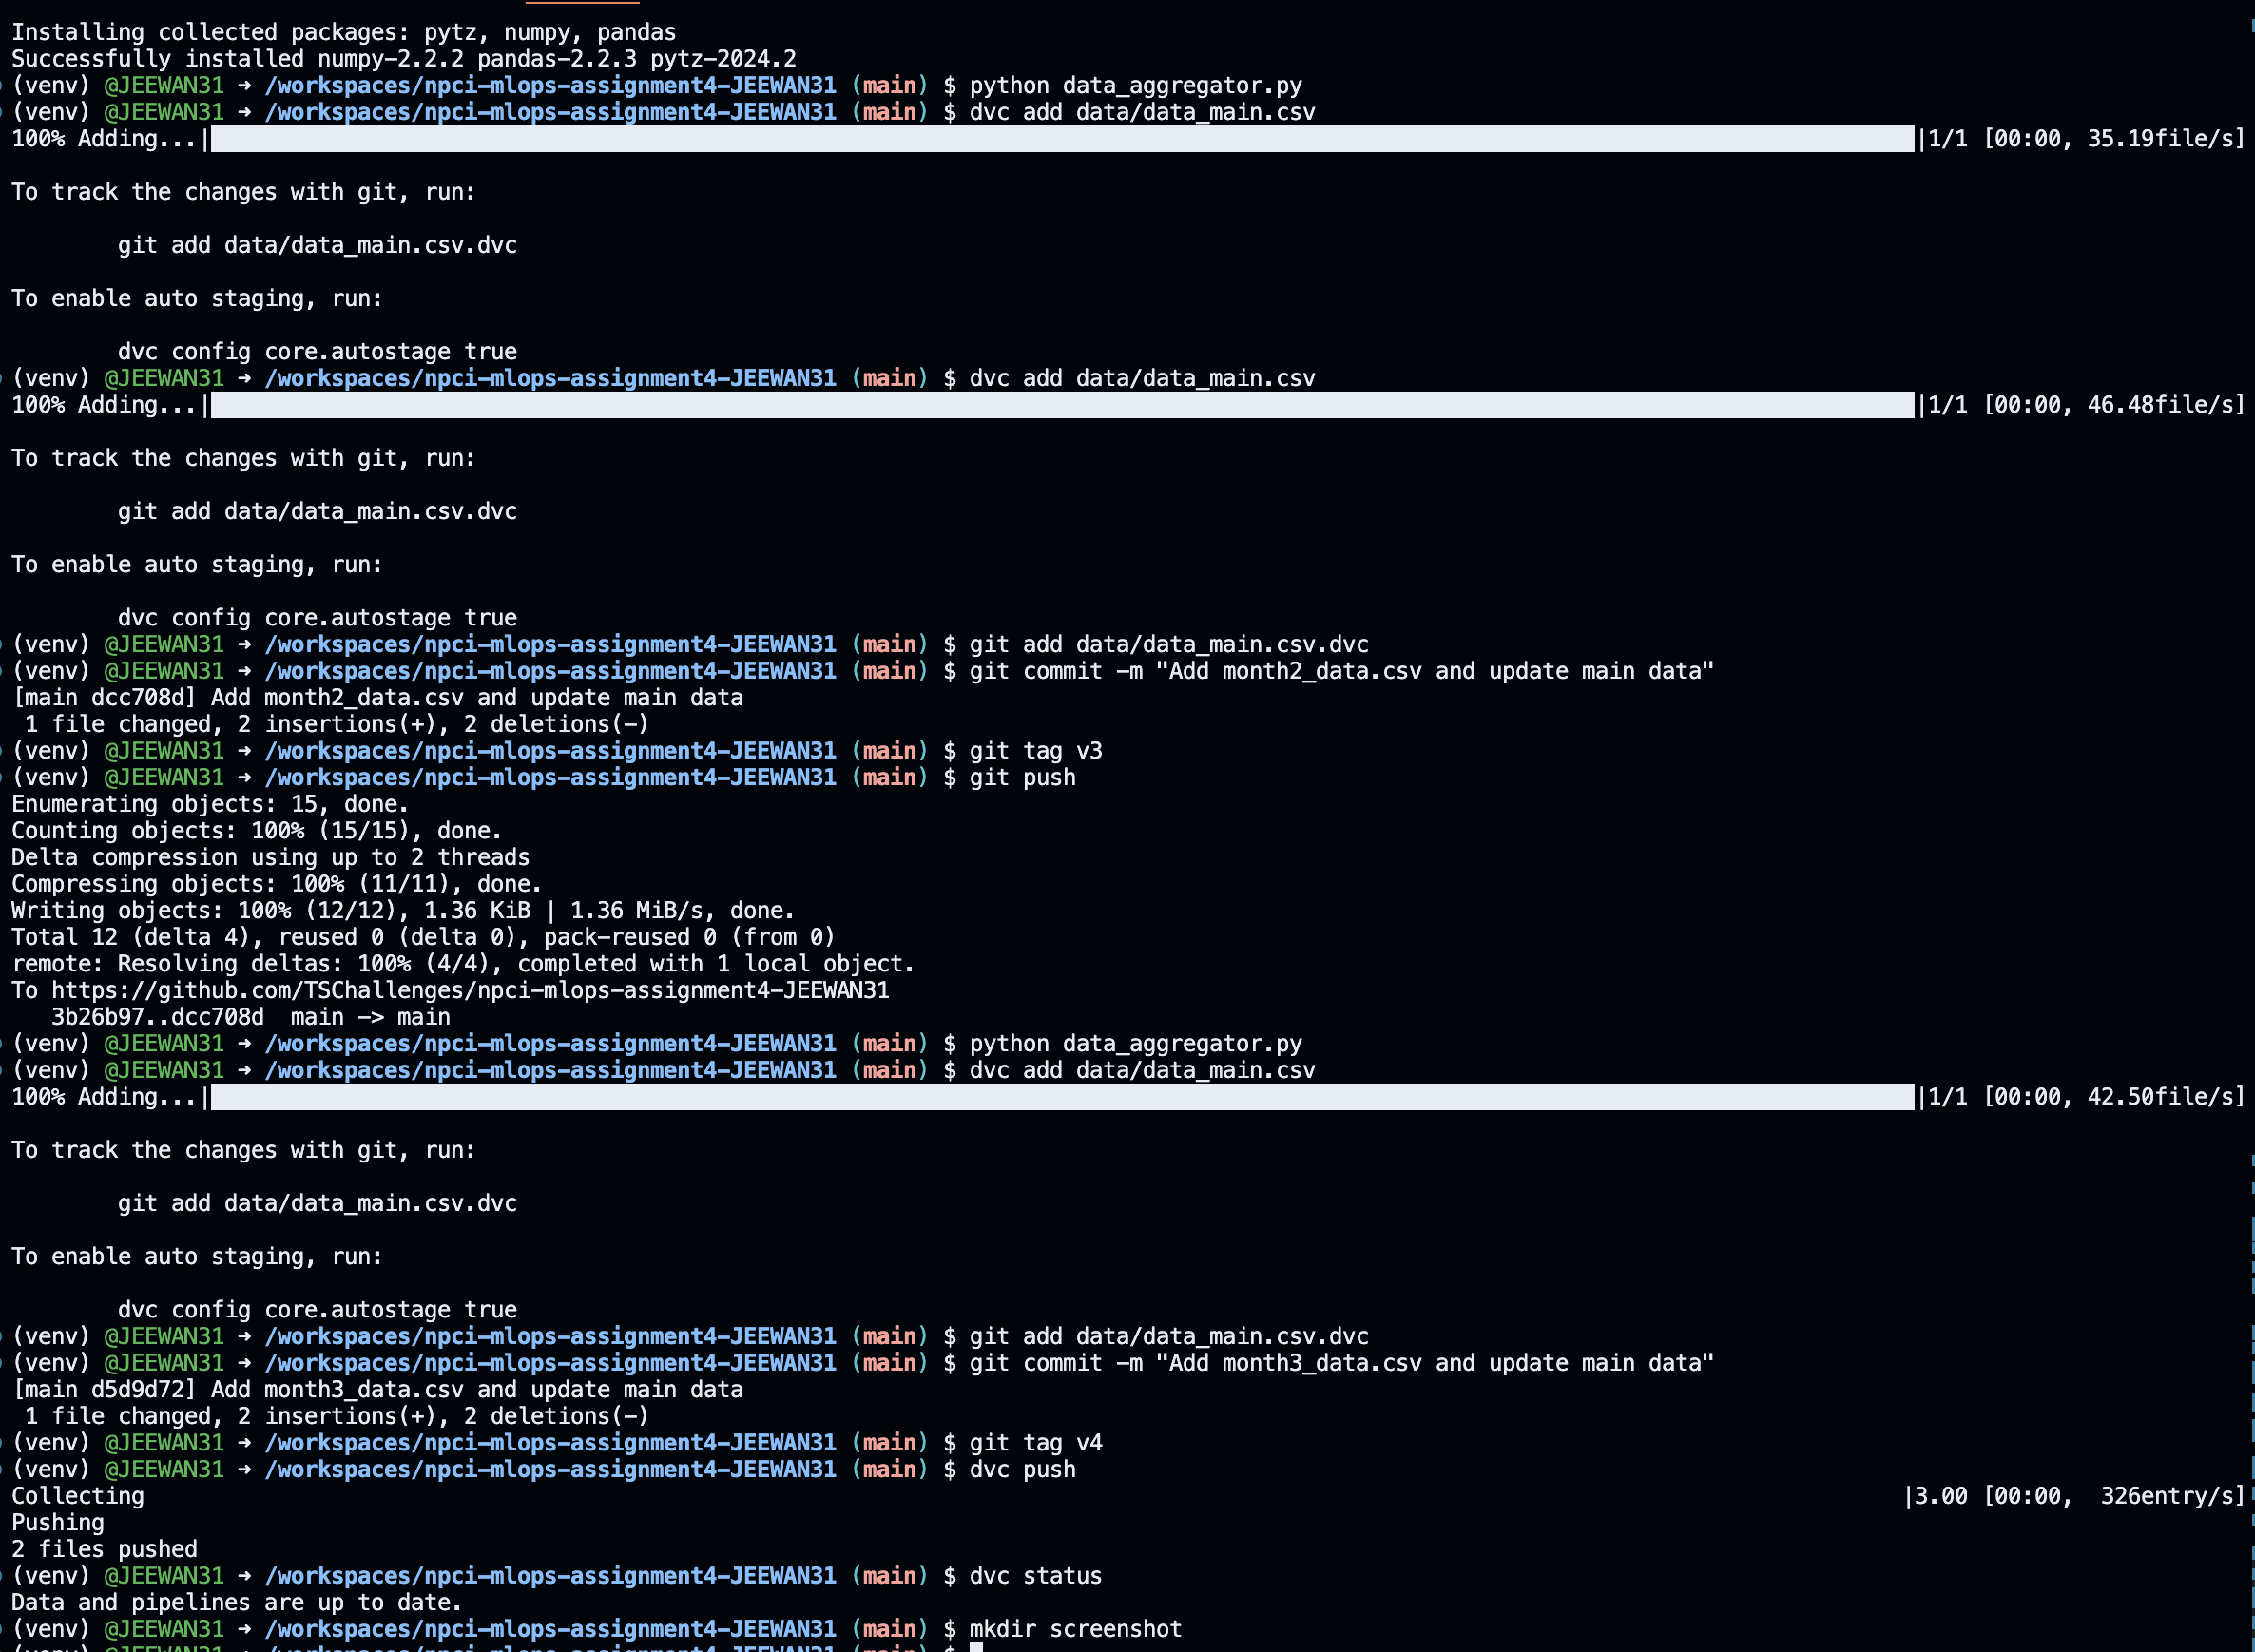 Installing collected packages: pytz, numpy, pandas
Successfully installed numpy-2.2.2 pandas-2.2.3 pytz-2024.2
(venv) @JEEWAN31 → /workspaces/npci-mlops-assignment4-JEEWAN31 (main) $ python data_aggregator.py
(venv) @JEEWAN31 → /workspaces/npci-mlops-assignment4-JEEWAN31 (main) $ dvc add data/data_main.csv
100% Adding...| |1/1 [00:00, 35.19file/s]
To track the changes with git, run:
git add data/data_main.csv.dvc
To enable auto staging, run:
dvc config core.autostage true
(venv) @JEEWAN31 → /workspaces/npci-mlops-assignment4-JEEWAN31 (main) $ dvc add data/data_main.csv
100% Adding...| |1/1 [00:00, 46.48file/s]
To track the changes with git, run:
git add data/data_main.csv.dvc
To enable auto staging, run:
dvc config core.autostage true
(venv) @JEEWAN31 → /workspaces/npci-mlops-assignment4-JEEWAN31 (main) $ git add data/data_main.csv.dvc
(venv) @JEEWAN31 → /workspaces/npci-mlops-assignment4-JEEWAN31 (main) $ git commit -m "Add month2_data.csv and update main data"
[main dcc708d] Add month2_data.csv and update main data
1 file changed, 2 insertions(+), 2 deletions(-)
(venv) @JEEWAN31 → /workspaces/npci-mlops-assignment4-JEEWAN31 (main) $ git tag v3
(venv) @JEEWAN31 → /workspaces/npci-mlops-assignment4-JEEWAN31 (main) $ git push
Enumerating objects: 15, done.
Counting objects: 100% (15/15), done.
Delta compression using up to 2 threads
Compressing objects: 100% (11/11), done.
Writing objects: 100% (12/12), 1.36 KiB | 1.36 MiB/s, done.
Total 12 (delta 4), reused 0 (delta 0), pack-reused 0 (from 0)
remote: Resolving deltas: 100% (4/4), completed with 1 local object.
To https://github.com/TSChallenges/npci-mlops-assignment4-JEEWAN31
3b26b97..dcc708d  main -> main
(venv) @JEEWAN31 → /workspaces/npci-mlops-assignment4-JEEWAN31 (main) $ python data_aggregator.py
(venv) @JEEWAN31 → /workspaces/npci-mlops-assignment4-JEEWAN31 (main) $ dvc add data/data_main.csv
100% Adding...| |1/1 [00:00, 42.50file/s]
To track the changes with git, run:
git add data/data_main.csv.dvc
To enable auto staging, run:
dvc config core.autostage true
(venv) @JEEWAN31 → /workspaces/npci-mlops-assignment4-JEEWAN31 (main) $ git add data/data_main.csv.dvc
(venv) @JEEWAN31 → /workspaces/npci-mlops-assignment4-JEEWAN31 (main) $ git commit -m "Add month3_data.csv and update main data"
[main d5d9d72] Add month3_data.csv and update main data
1 file changed, 2 insertions(+), 2 deletions(-)
(venv) @JEEWAN31 → /workspaces/npci-mlops-assignment4-JEEWAN31 (main) $ git tag v4
(venv) @JEEWAN31 → /workspaces/npci-mlops-assignment4-JEEWAN31 (main) $ dvc push
Collecting |3.00 [00:00,  326entry/s]
Pushing
2 files pushed
(venv) @JEEWAN31 → /workspaces/npci-mlops-assignment4-JEEWAN31 (main) $ dvc status
Data and pipelines are up to date.
(venv) @JEEWAN31 → /workspaces/npci-mlops-assignment4-JEEWAN31 (main) $ mkdir screenshot